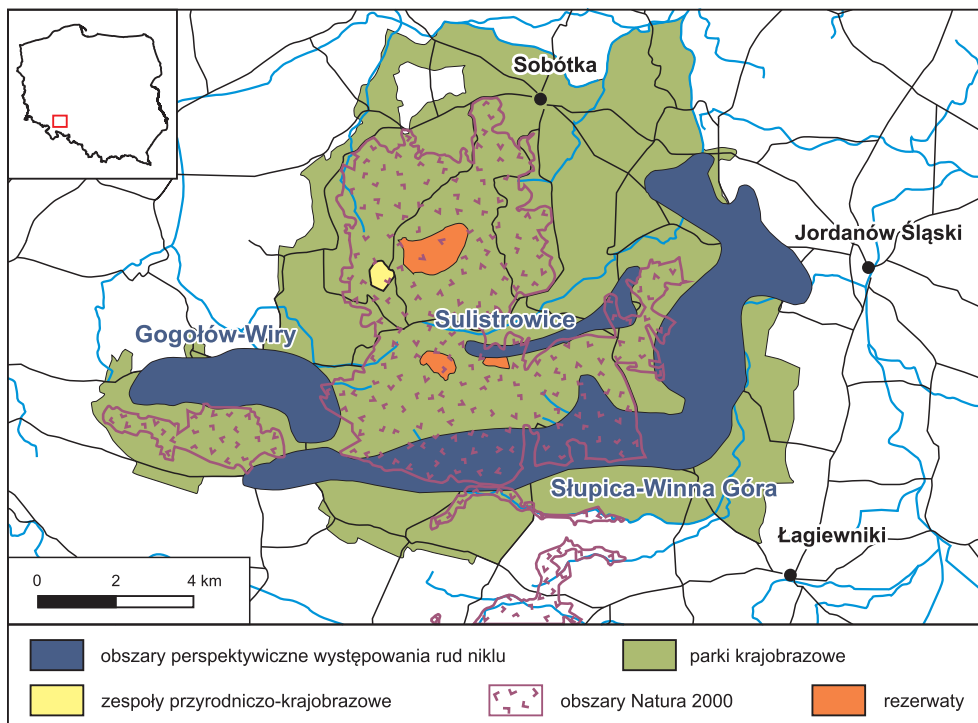 Sobótka
Jordanów Śląski
Gogołów-Wiry
Sulistrowice
Słupica-Winna Góra
Łagiewniki
0 2 4 km
obszary perspektywiczne występowania rud niklu
parki krajobrazowe
zespoły przyrodniczo-krajobrazowe
obszary Natura 2000
rezerwaty